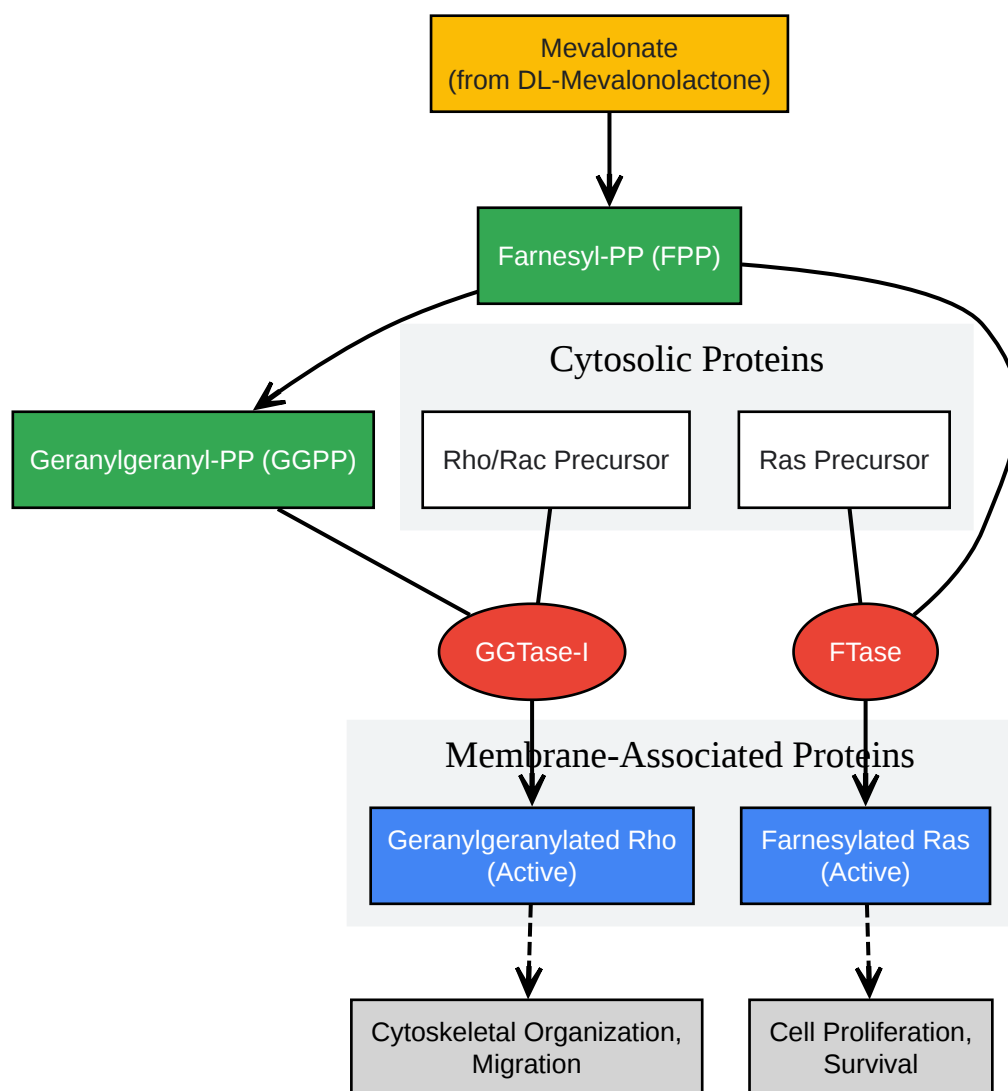 Mevalonate
(from DL-Mevalonolactone)
Farnesyl-PP (FPP)
Cytosolic Proteins
Geranylgeranyl-PP (GGPP)
Rho/Rac Precursor
Ras Precursor
GGTase-I
FTase
Membrane-Associated Proteins
Geranylgeranylated Rho
(Active)
Farnesylated Ras
(Active)
Cytoskeletal Organization,
Migration
Cell Proliferation,
Survival